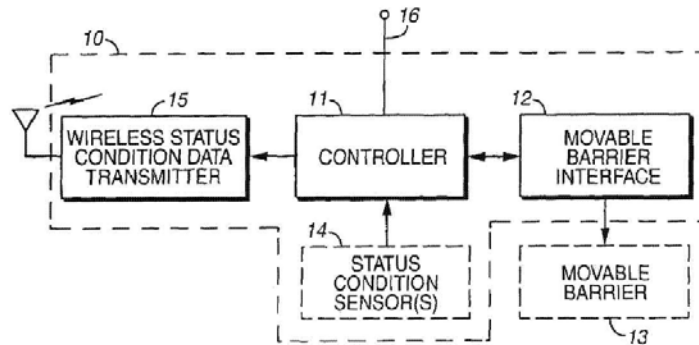 10
16
15
WIRELESS STATUS
CONDITION DATA
TRANSMITTER
11
CONTROLLER
12
MOVABLE
BARRIER
INTERFACE
14
STATUS
CONDITION
SENSOR(S)
MOVABLE
BARRIER
13